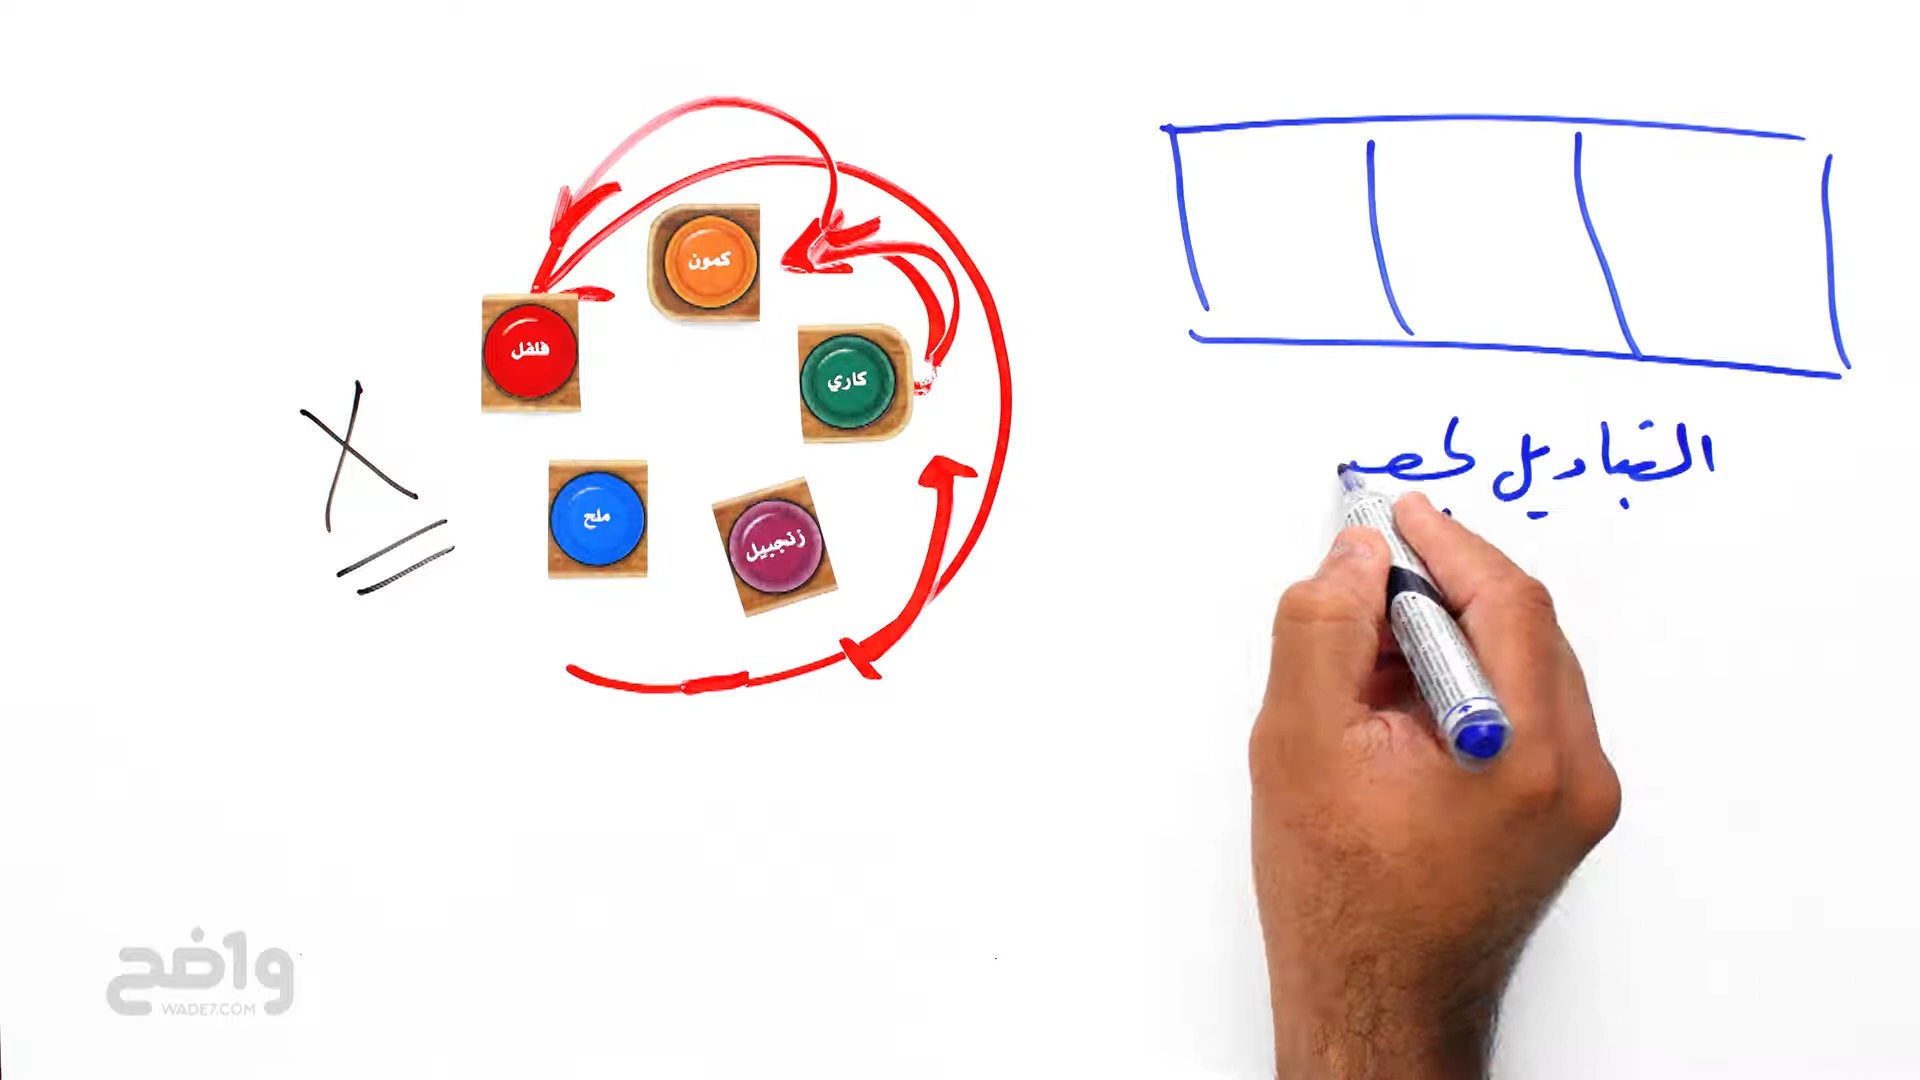 كمون
فلفل
كاري
ملح
زنجبيل
التباديل
واضح
WADE7.COM